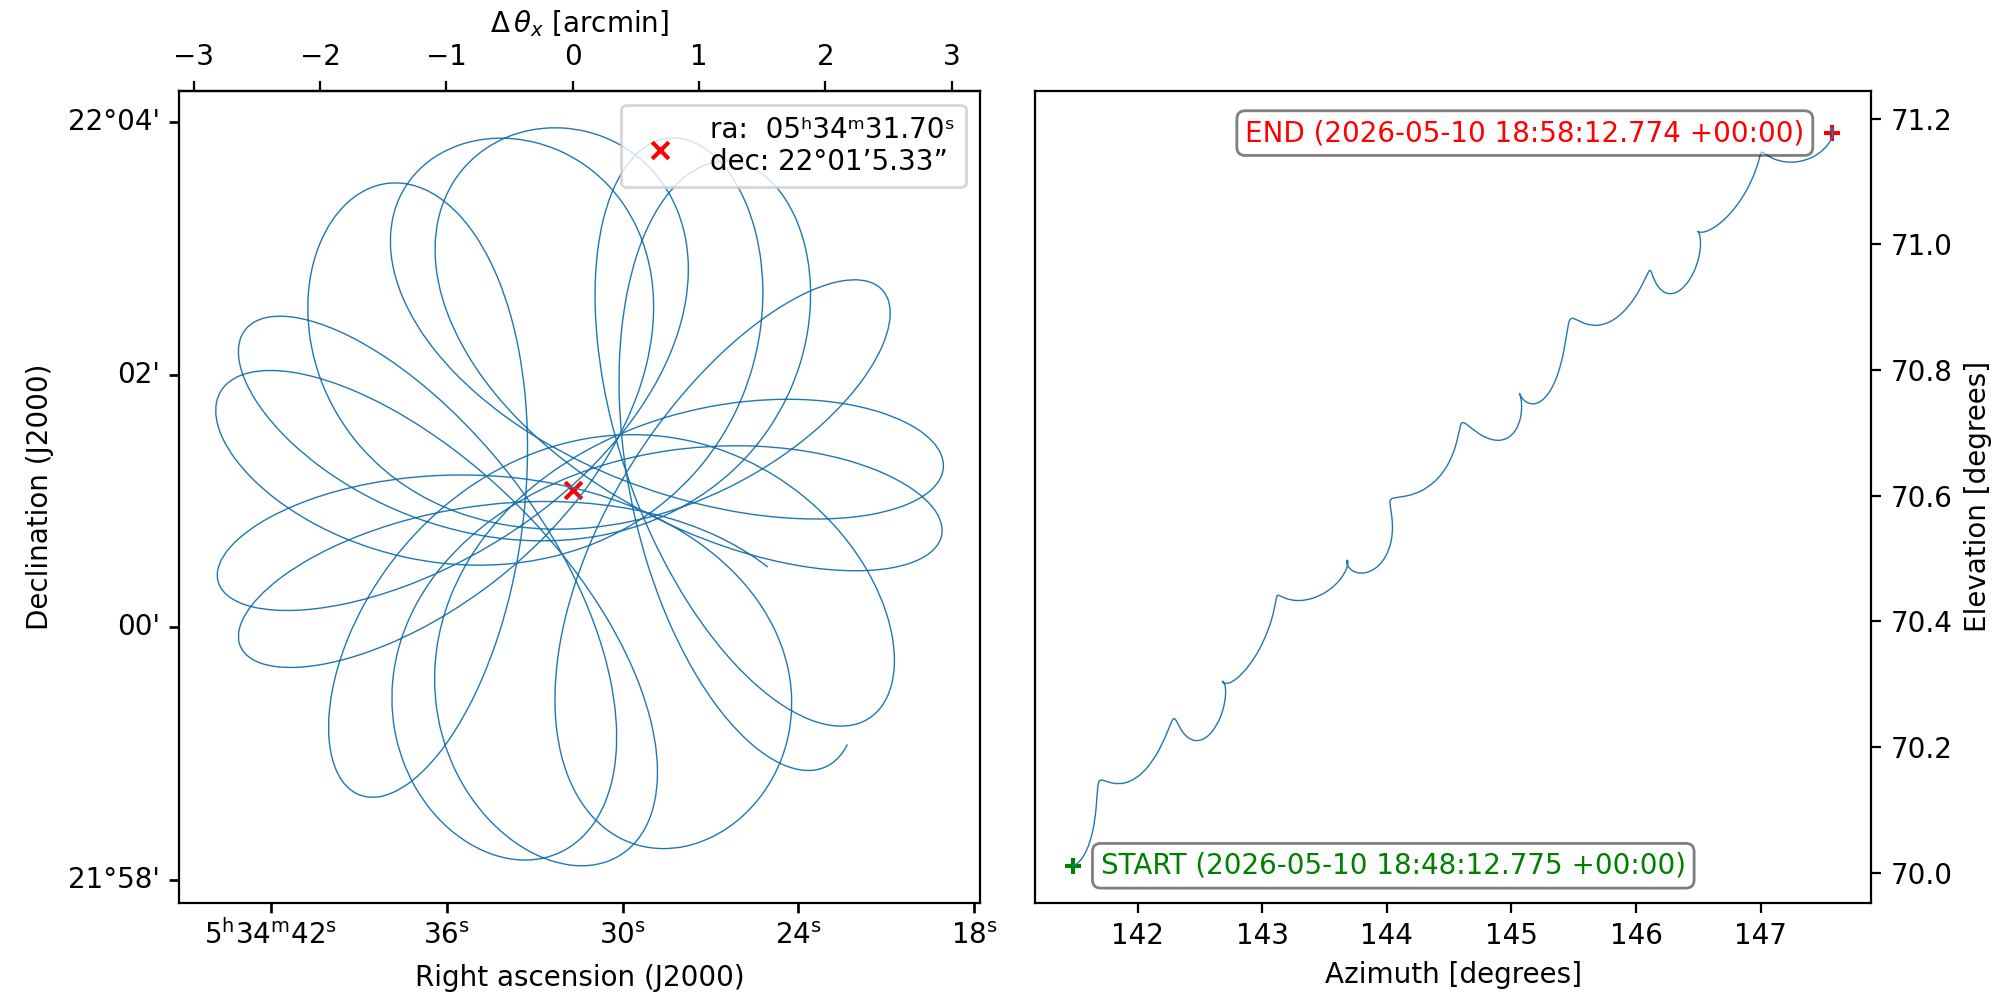 Δ θx [arcmin]
−3 −2 −1 0 1 2 3
ra: 05ʰ34ᵐ31.70ˢ
dec: 22°01’5.33”
22°04'
02'
00'
21°58'
Declination (J2000)
5ʰ34ᵐ42ˢ 36ˢ 30ˢ 24ˢ 18ˢ
Right ascension (J2000)
END (2026-05-10 18:58:12.774 +00:00)
START (2026-05-10 18:48:12.775 +00:00)
71.2
71.0
70.8
70.6
70.4
70.2
70.0
Elevation [degrees]
142 143 144 145 146 147
Azimuth [degrees]